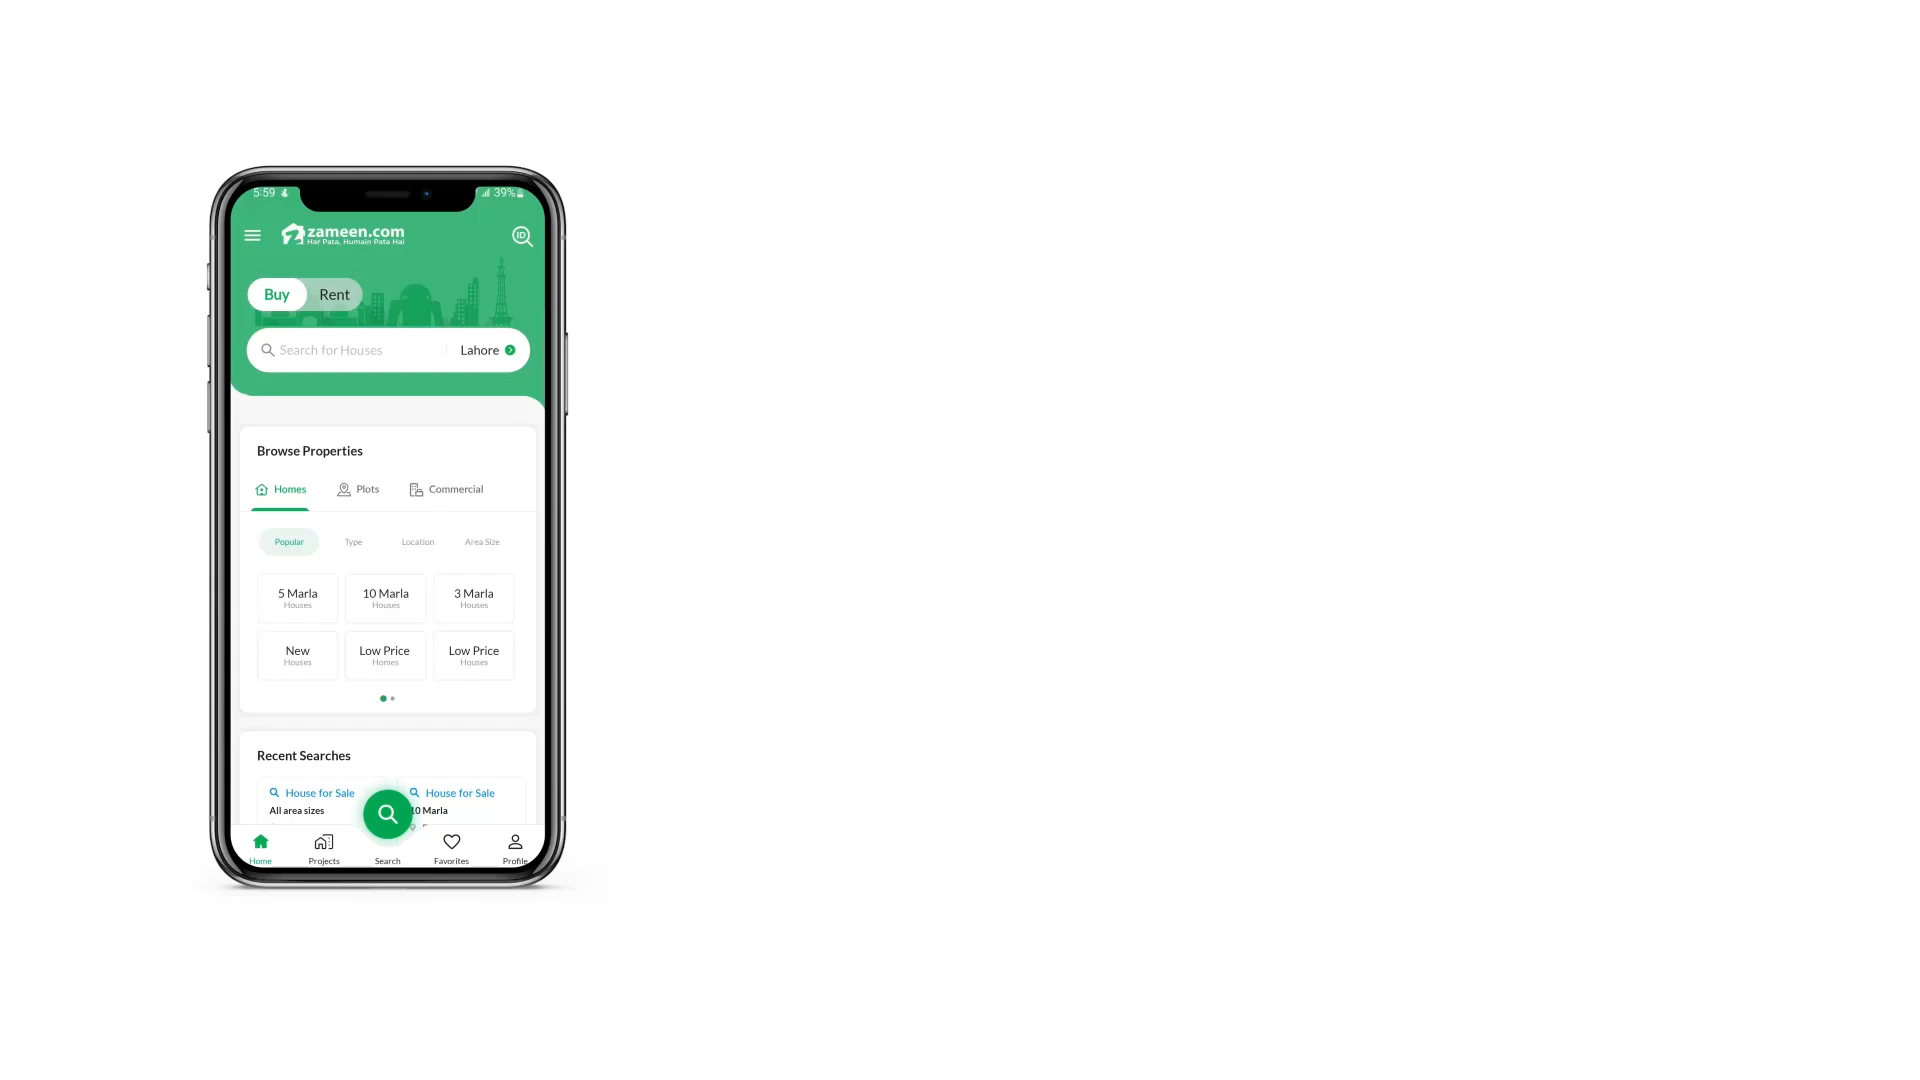 5:59 39%
zameen.com
Har Pata, Humain Pata Hai
ID
Buy Rent
Search for Houses Lahore
Browse Properties
Homes Plots Commercial
Popular Type Location Area Size
5 Marla 10 Marla 3 Marla
Houses Houses Houses
New Low Price Low Price
Houses Homes Houses
Recent Searches
House for Sale House for Sale
All area sizes 10 Marla
Home Projects Search Favorites Profile